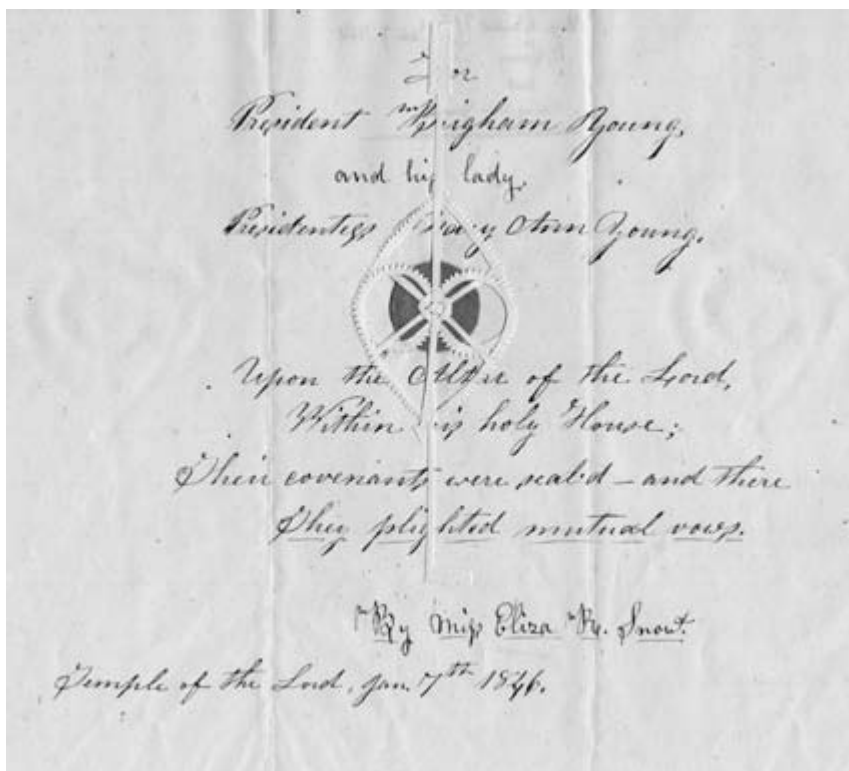 For
President Brigham Young,
and his lady,
Presidentess Mary Ann Young.
Upon the Altar of the Lord,
Within his holy House;
Their covenants were seal'd – and there
They plighted mutual vows.
By Miss Eliza R. Snow.
Temple of the Lord, Jan. 7th 1846.